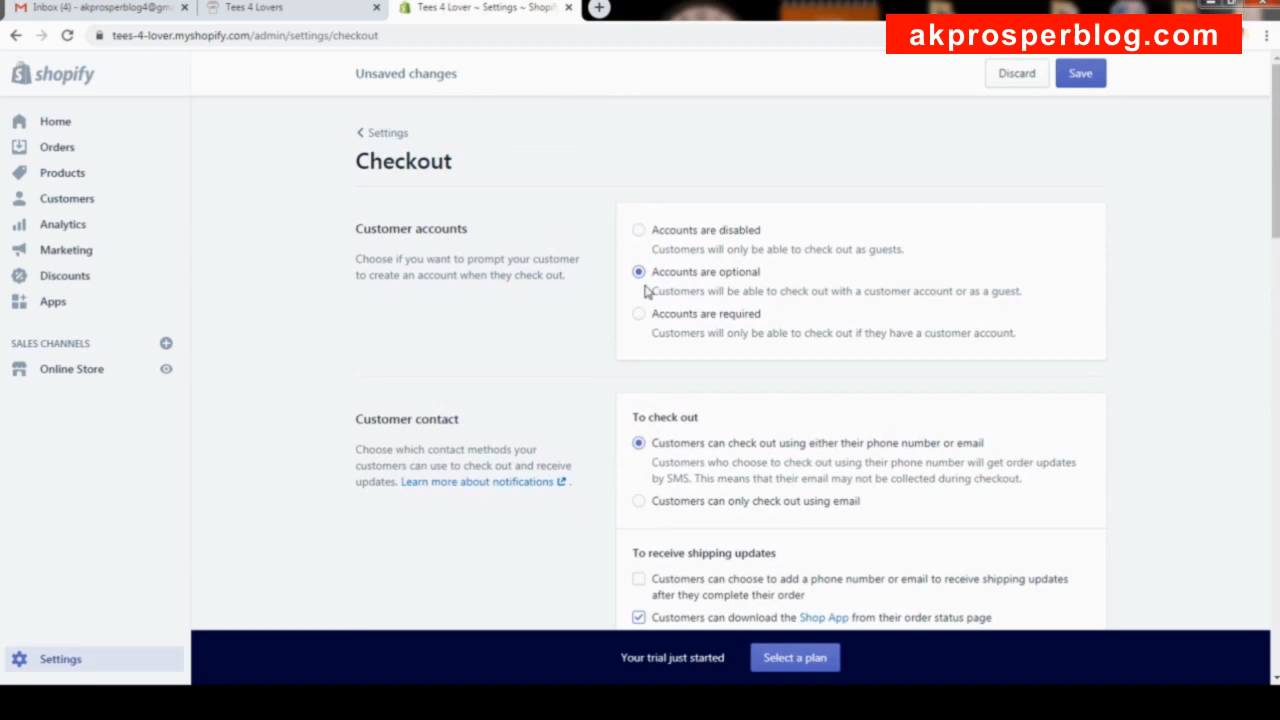 Inbox (4) - akprosperblog4@gm
Tees 4 Lovers
Tees 4 Lover ~ Settings ~ Shopif
akprosperblog.com
tees-4-lover.myshopify.com/admin/settings/checkout
shopify
Unsaved changes
Discard
Save
Home
Orders
Products
Customers
Analytics
Marketing
Discounts
Apps
SALES CHANNELS
Online Store
Settings
Settings
Checkout
Customer accounts
Choose if you want to prompt your customer
to create an account when they check out.
Accounts are disabled
Customers will only be able to check out as guests.
Accounts are optional
Customers will be able to check out with a customer account or as a guest.
Accounts are required
Customers will only be able to check out if they have a customer account.
Customer contact
Choose which contact methods your
customers can use to check out and receive
updates. Learn more about notifications .
To check out
Customers can check out using either their phone number or email
Customers who choose to check out using their phone number will get order updates
by SMS. This means that their email may not be collected during checkout.
Customers can only check out using email
To receive shipping updates
Customers can choose to add a phone number or email to receive shipping updates
after they complete their order
Customers can download the Shop App from their order status page
Your trial just started
Select a plan